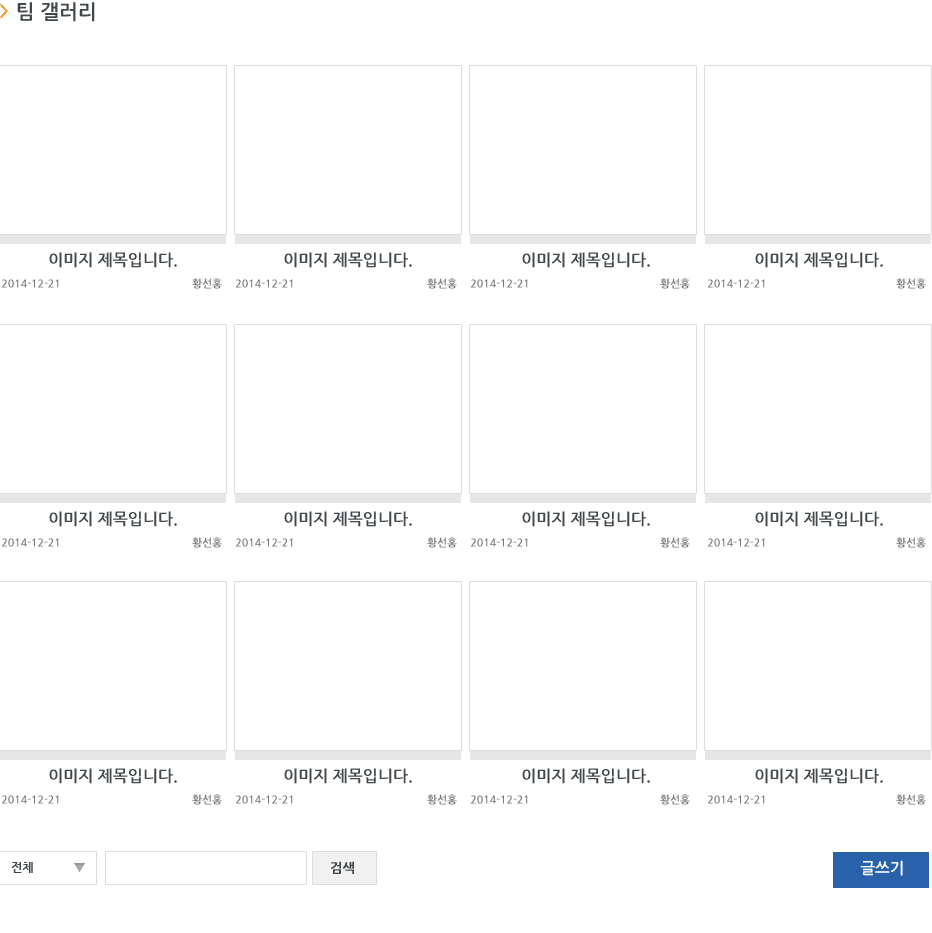 팀 갤러리
이미지 제목입니다. 이미지 제목입니다. 이미지 제목입니다. 이미지 제목입니다.
2014-12-21 황선홍 2014-12-21 황선홍 2014-12-21 황선홍 2014-12-21 황선홍
이미지 제목입니다. 이미지 제목입니다. 이미지 제목입니다. 이미지 제목입니다.
2014-12-21 황선홍 2014-12-21 황선홍 2014-12-21 황선홍 2014-12-21 황선홍
이미지 제목입니다. 이미지 제목입니다. 이미지 제목입니다. 이미지 제목입니다.
2014-12-21 황선홍 2014-12-21 황선홍 2014-12-21 황선홍 2014-12-21 황선홍
전체 검색 글쓰기